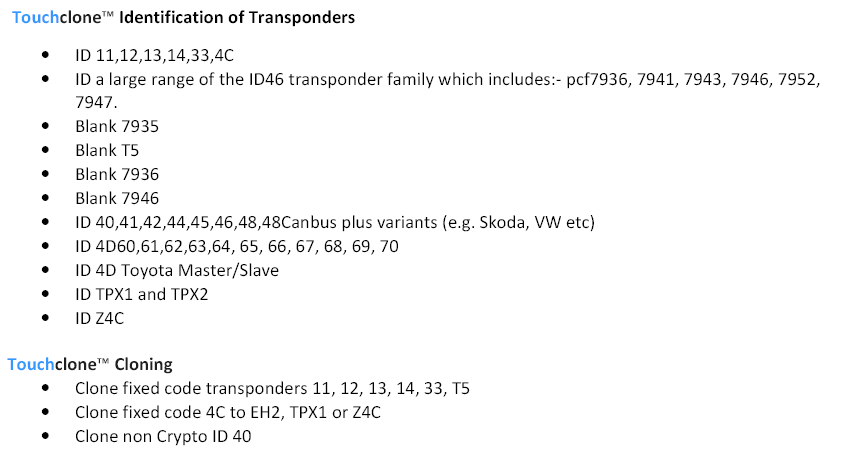 Touchclone™ Identification of Transponders
• ID 11,12,13,14,33,4C
• ID a large range of the ID46 transponder family which includes:- pcf7936, 7941, 7943, 7946, 7952,
7947.
• Blank 7935
• Blank T5
• Blank 7936
• Blank 7946
• ID 40,41,42,44,45,46,48,48Canbus plus variants (e.g. Skoda, VW etc)
• ID 4D60,61,62,63,64, 65, 66, 67, 68, 69, 70
• ID 4D Toyota Master/Slave
• ID TPX1 and TPX2
• ID Z4C
Touchclone™ Cloning
• Clone fixed code transponders 11, 12, 13, 14, 33, T5
• Clone fixed code 4C to EH2, TPX1 or Z4C
• Clone non Crypto ID 40